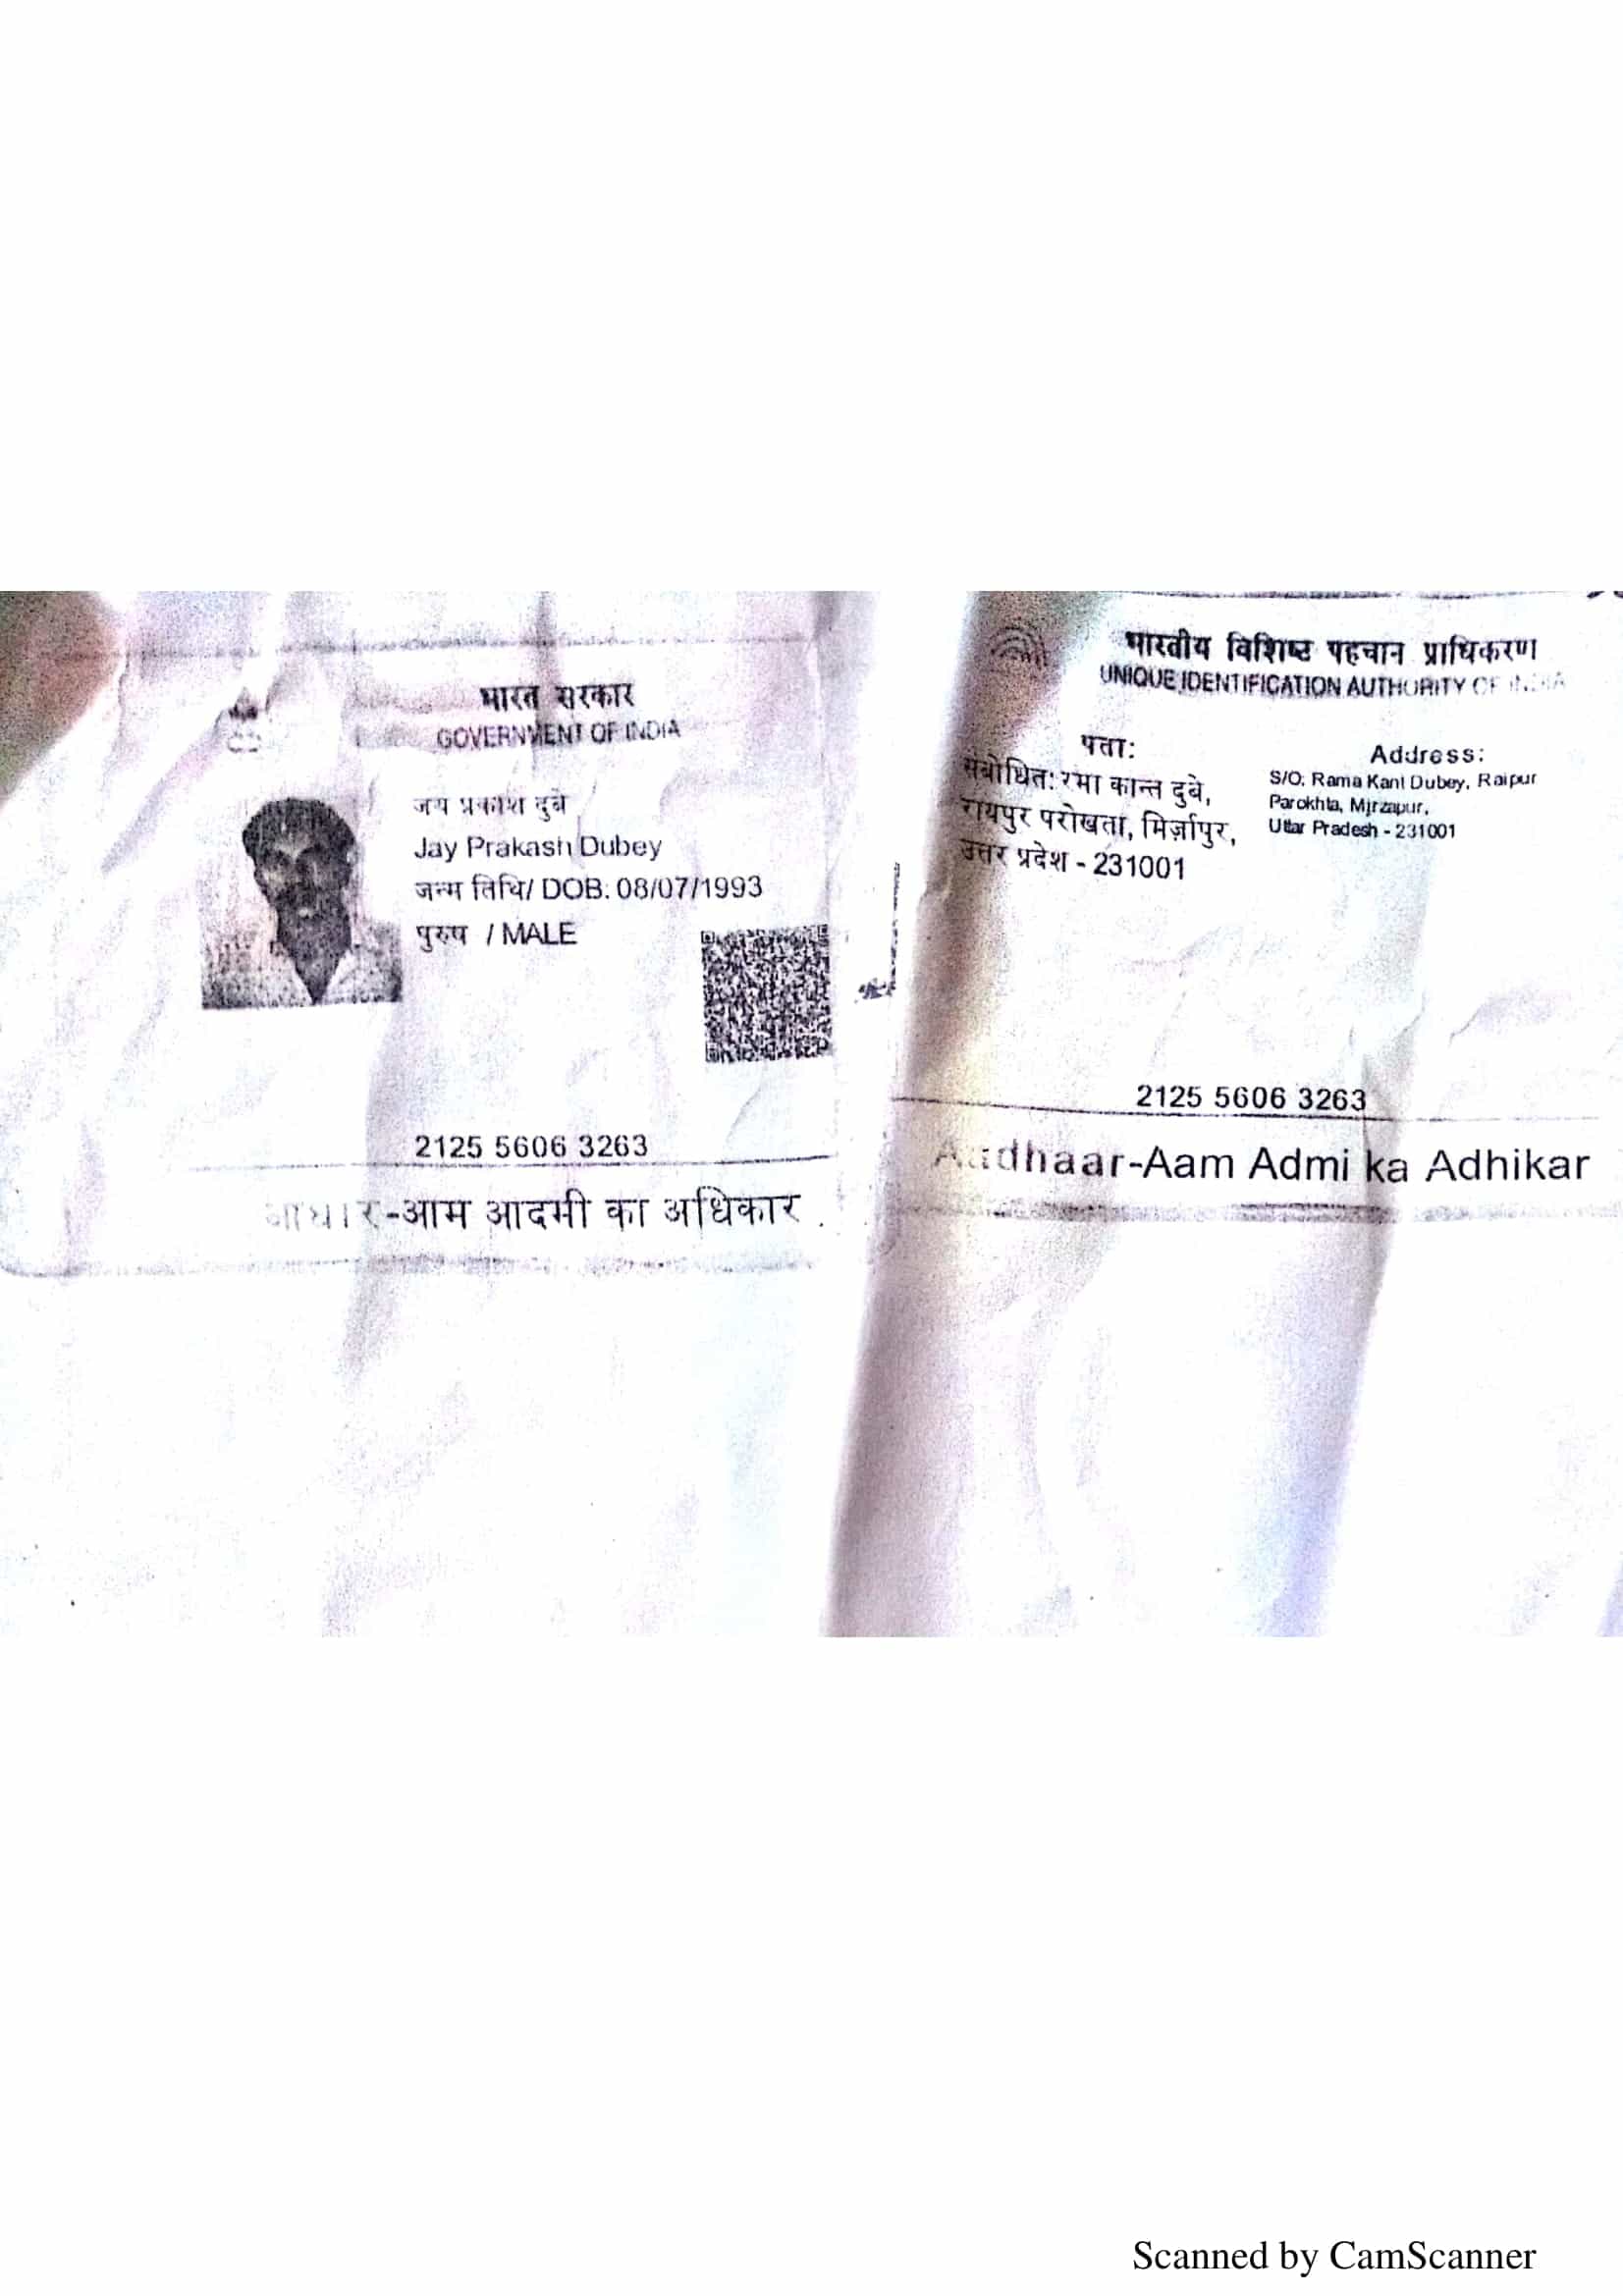 भारत सरकार
GOVERNMENT OF INDIA
जय प्रकाश दुबे
Jay Prakash Dubey
जन्म तिथि/ DOB: 08/07/1993
पुरुष / MALE
2125 5606 3263
आधार-आम आदमी का अधिकार
भारतीय विशिष्ट पहचान प्राधिकरण
UNIQUE IDENTIFICATION AUTHORITY OF INDIA
पता:
संबोधित: रमा कान्त दुबे,
रायपुर परोखता, मिर्ज़ापुर,
उत्तर प्रदेश - 231001
Address:
S/O: Rama Kant Dubey, Raipur
Parokhta, Mirzapur,
Uttar Pradesh - 231001
2125 5606 3263
Aadhaar-Aam Admi ka Adhikar
Scanned by CamScanner